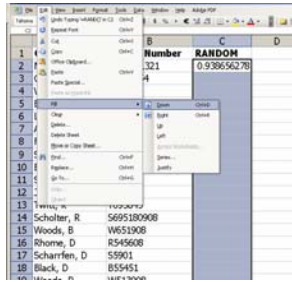 File Edit View Insert Format Tools Data Window Help Adobe PDF
Tahoma
Undo Typing "=RAND()" in C2 Ctrl+Z
Repeat Font Ctrl+Y
Cut Ctrl+X
Copy Ctrl+C
Office Clipboard...
Paste Ctrl+V
Paste Special...
Fill
Clear
Delete...
Delete Sheet
Move or Copy Sheet...
Find... Ctrl+F
Replace... Ctrl+H
Go To... Ctrl+G
Down Ctrl+D
Right Ctrl+R
Up
Left
Series...
Justify
B C D
1 Number RANDOM
2 321 0.938656278
3
4
5
6
7
8
9
10
11
12
13
14 Scholter, R S695180908
15 Woods, B W651908
16 Rhome, D R545608
17 Scharrfen, D S5901
18 Black, D B55451